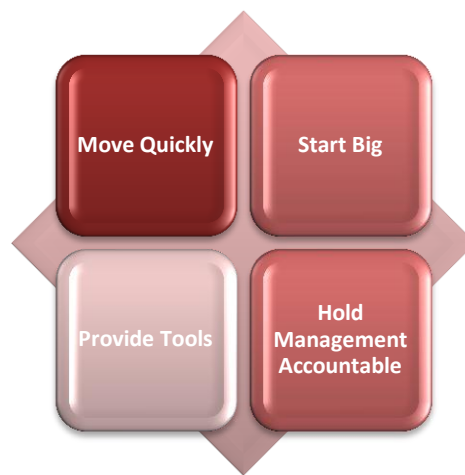 Move Quickly
Start Big
Provide Tools
Hold
Management
Accountable